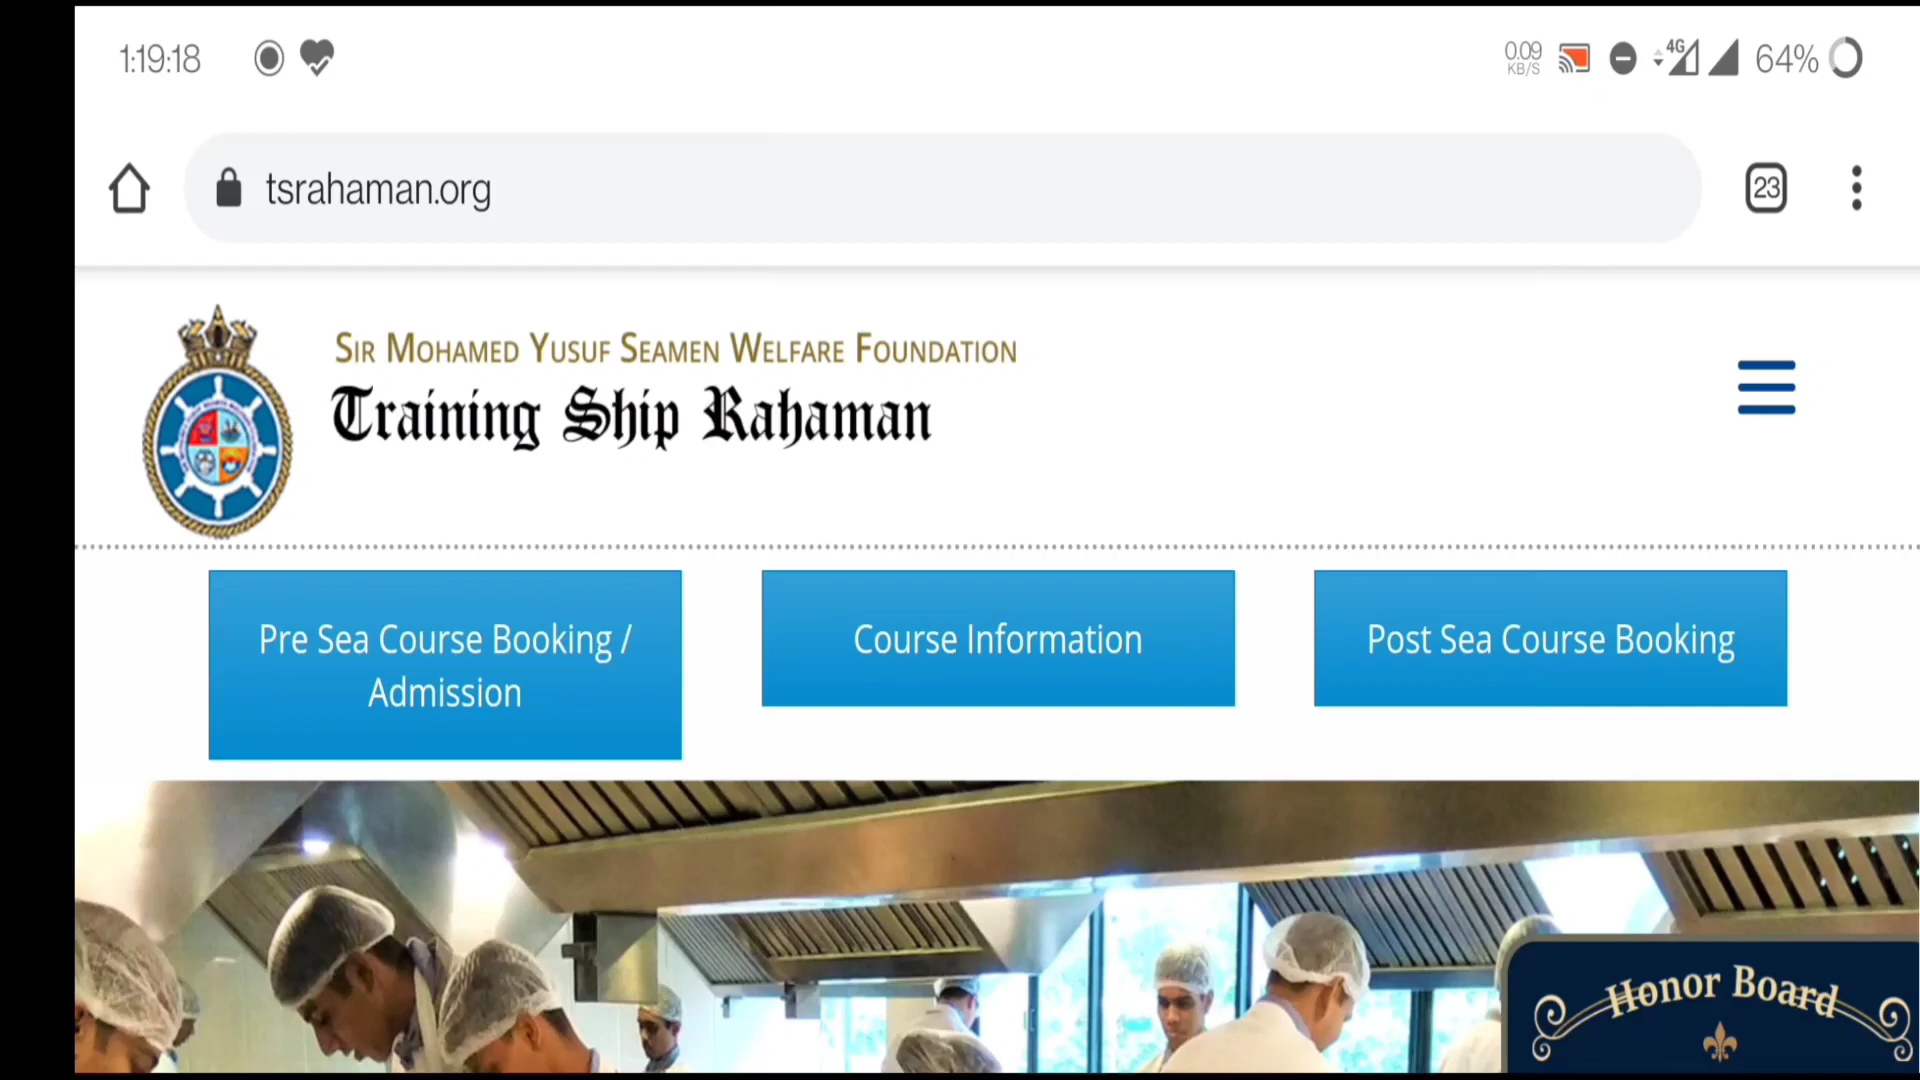 1:19:18
0.09
KB/S
4G
64%
tsrahaman.org
23
Sir Mohamed Yusuf Seamen Welfare Foundation
Training Ship Rahaman
Pre Sea Course Booking /
Admission
Course Information
Post Sea Course Booking
Honor Board